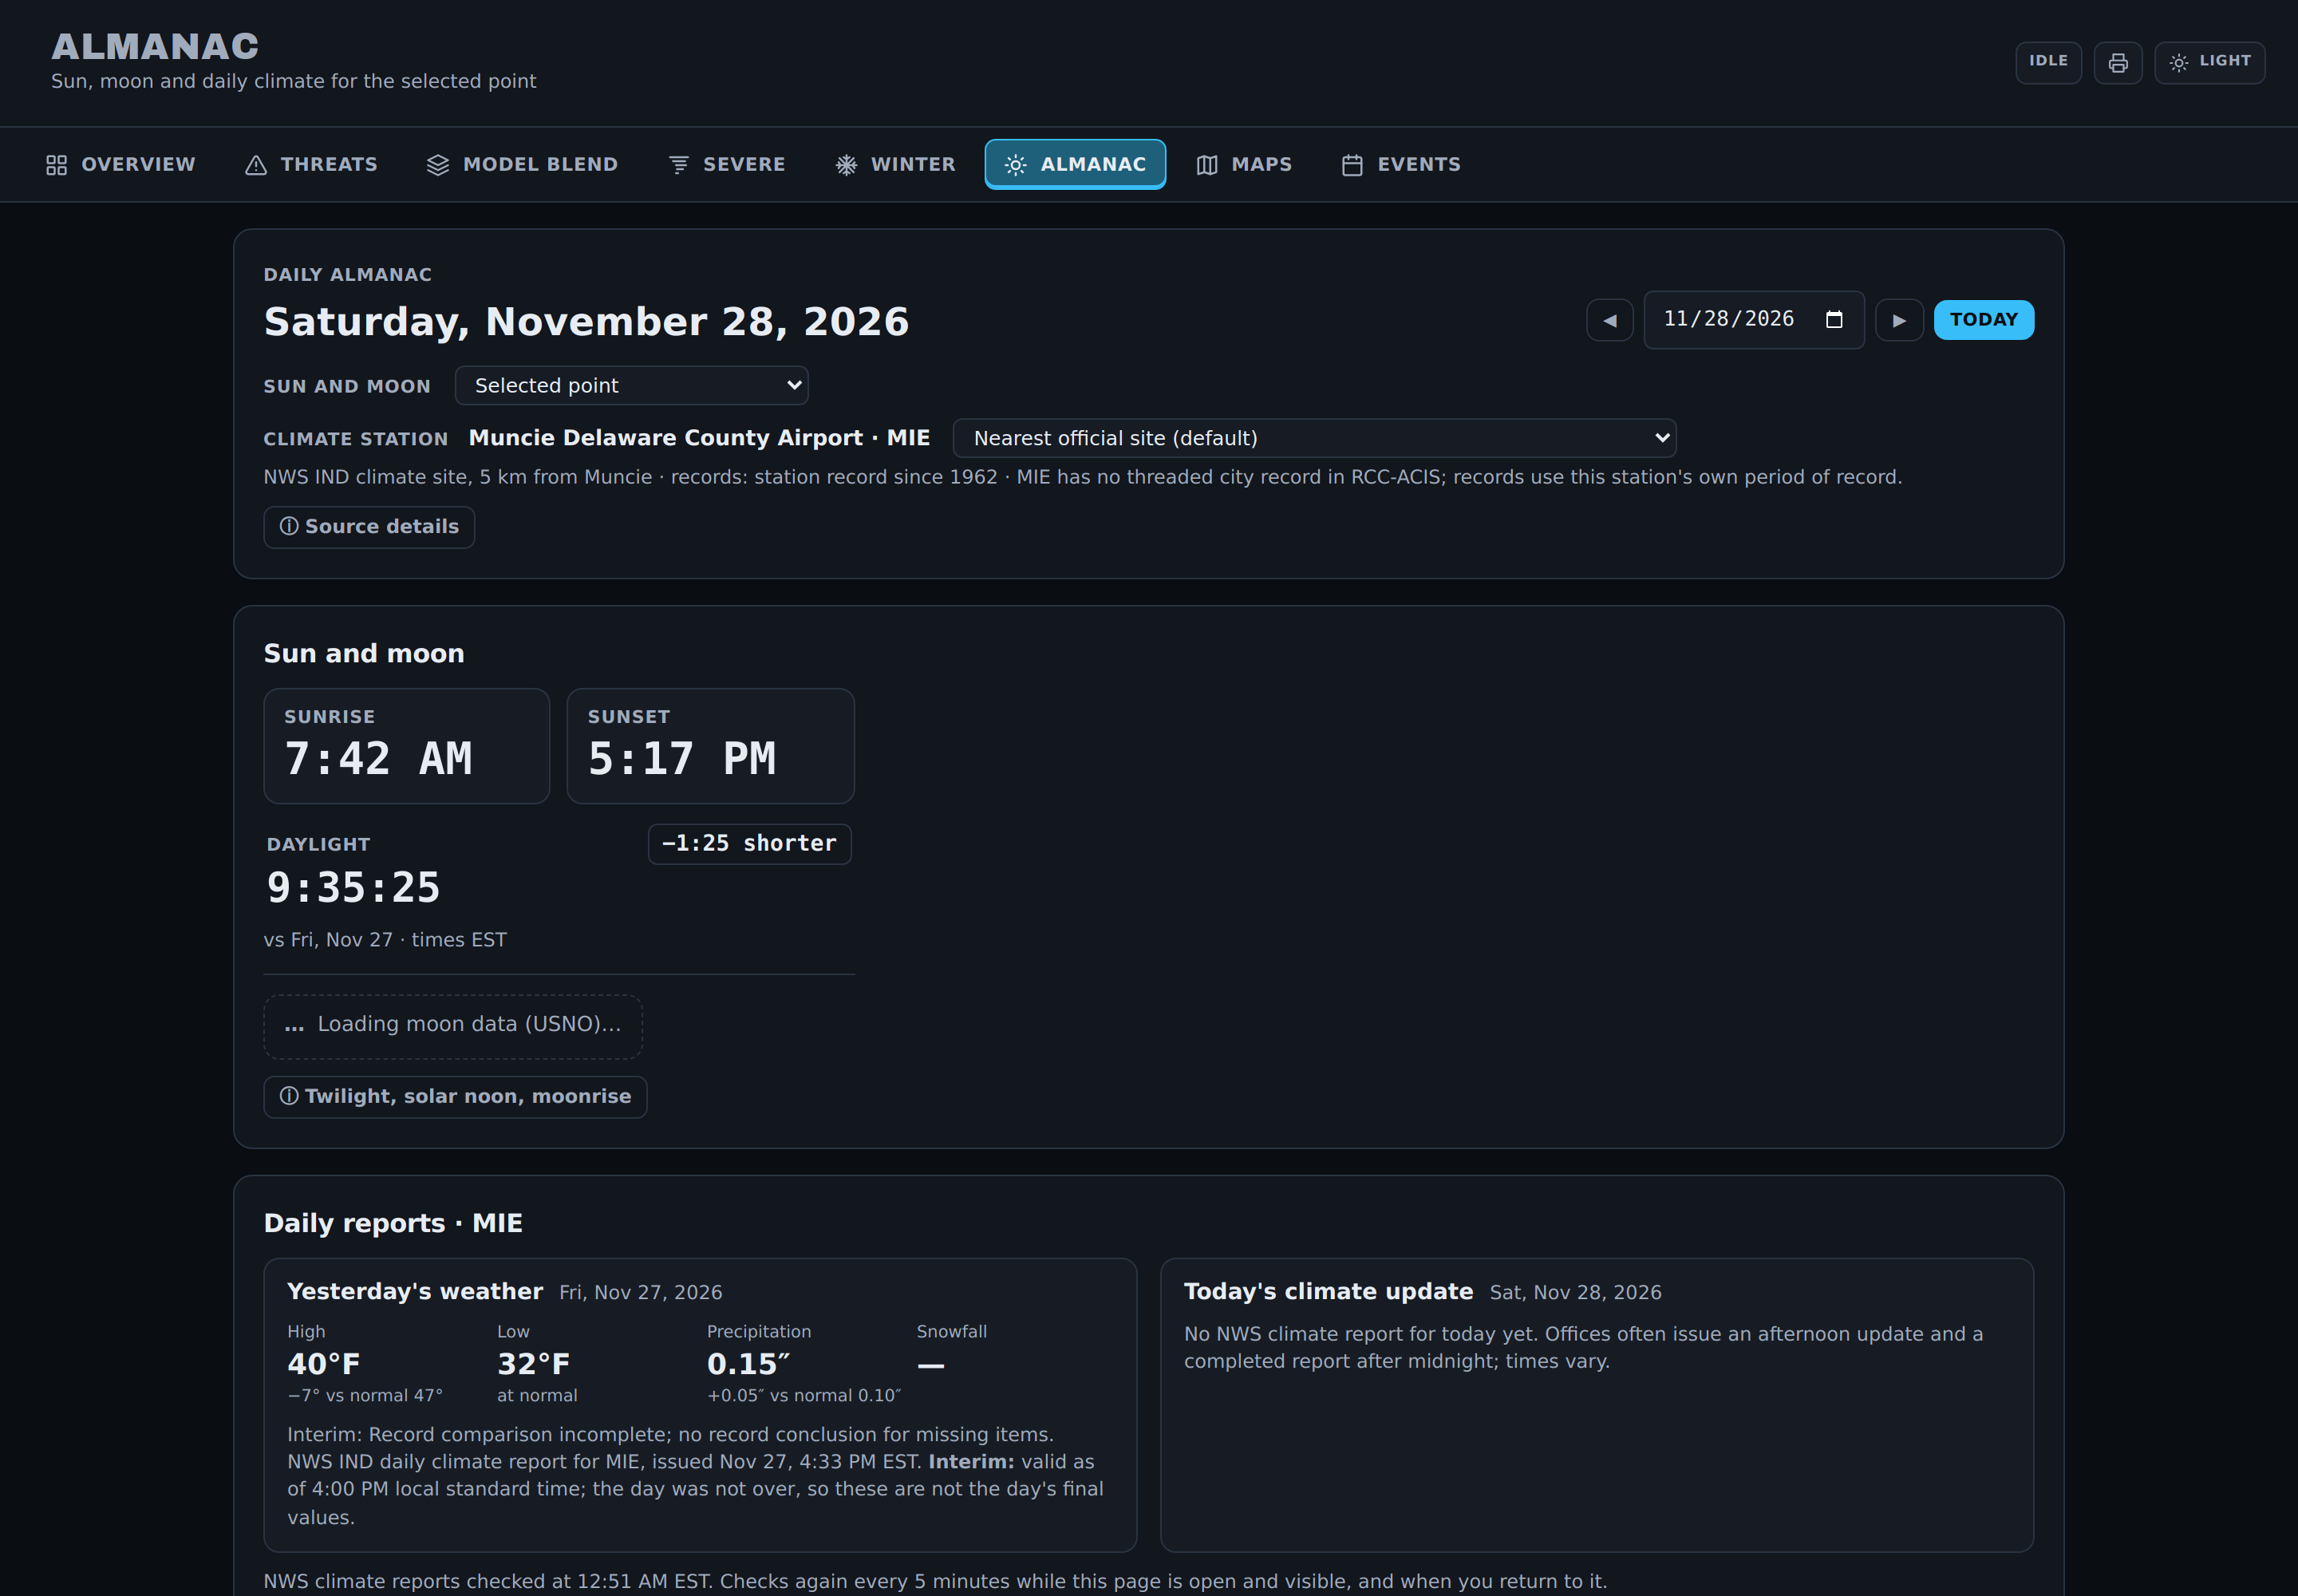 ALMANAC
Sun, moon and daily climate for the selected point
IDLE
LIGHT
OVERVIEW
THREATS
MODEL BLEND
SEVERE
WINTER
ALMANAC
MAPS
EVENTS
DAILY ALMANAC
Saturday, November 28, 2026
◀
11/28/2026
▶
TODAY
SUN AND MOON
Selected point
CLIMATE STATION
Muncie Delaware County Airport · MIE
Nearest official site (default)
NWS IND climate site, 5 km from Muncie · records: station record since 1962 · MIE has no threaded city record in RCC-ACIS; records use this station's own period of record.
ⓘ Source details
Sun and moon
SUNRISE
7:42 AM
SUNSET
5:17 PM
DAYLIGHT
−1:25 shorter
9:35:25
vs Fri, Nov 27 · times EST
… Loading moon data (USNO)…
ⓘ Twilight, solar noon, moonrise
Daily reports · MIE
Yesterday's weather Fri, Nov 27, 2026
High
40°F
−7° vs normal 47°
Low
32°F
at normal
Precipitation
0.15″
+0.05″ vs normal 0.10″
Snowfall
—
Interim: Record comparison incomplete; no record conclusion for missing items.
NWS IND daily climate report for MIE, issued Nov 27, 4:33 PM EST. Interim: valid as
of 4:00 PM local standard time; the day was not over, so these are not the day's final
values.
Today's climate update Sat, Nov 28, 2026
No NWS climate report for today yet. Offices often issue an afternoon update and a
completed report after midnight; times vary.
NWS climate reports checked at 12:51 AM EST. Checks again every 5 minutes while this page is open and visible, and when you return to it.